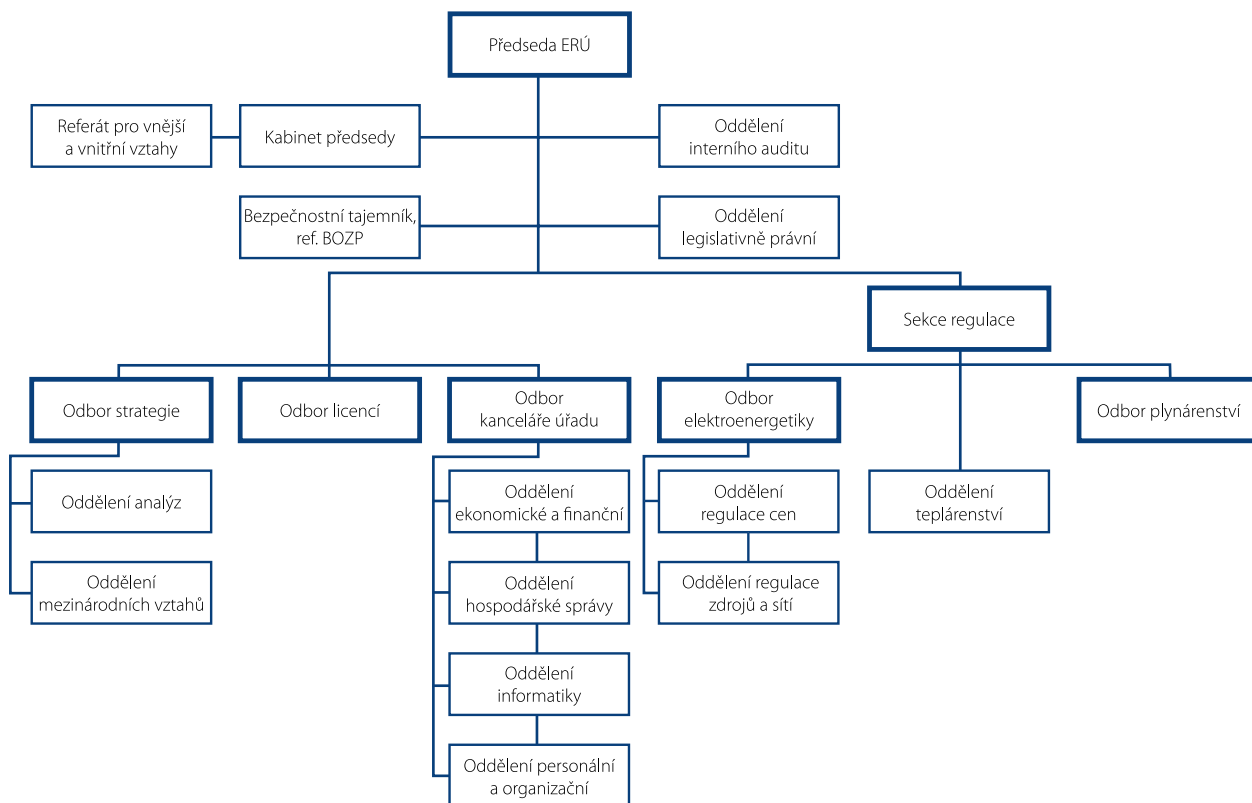 Předseda ERÚ
Referát pro vnější
a vnitřní vztahy
Kabinet předsedy
Oddělení
interního auditu
Bezpečnostní tajemník,
ref. BOZP
Oddělení
legislativně právní
Sekce regulace
Odbor strategie
Odbor licencí
Odbor
kanceláře úřadu
Odbor
elektroenergetiky
Odbor plynárenství
Oddělení analýz
Oddělení
ekonomické a finanční
Oddělení
regulace cen
Oddělení
teplárenství
Oddělení
mezinárodních vztahů
Oddělení
hospodářské správy
Oddělení regulace
zdrojů a sítí
Oddělení
informatiky
Oddělení personální
a organizační